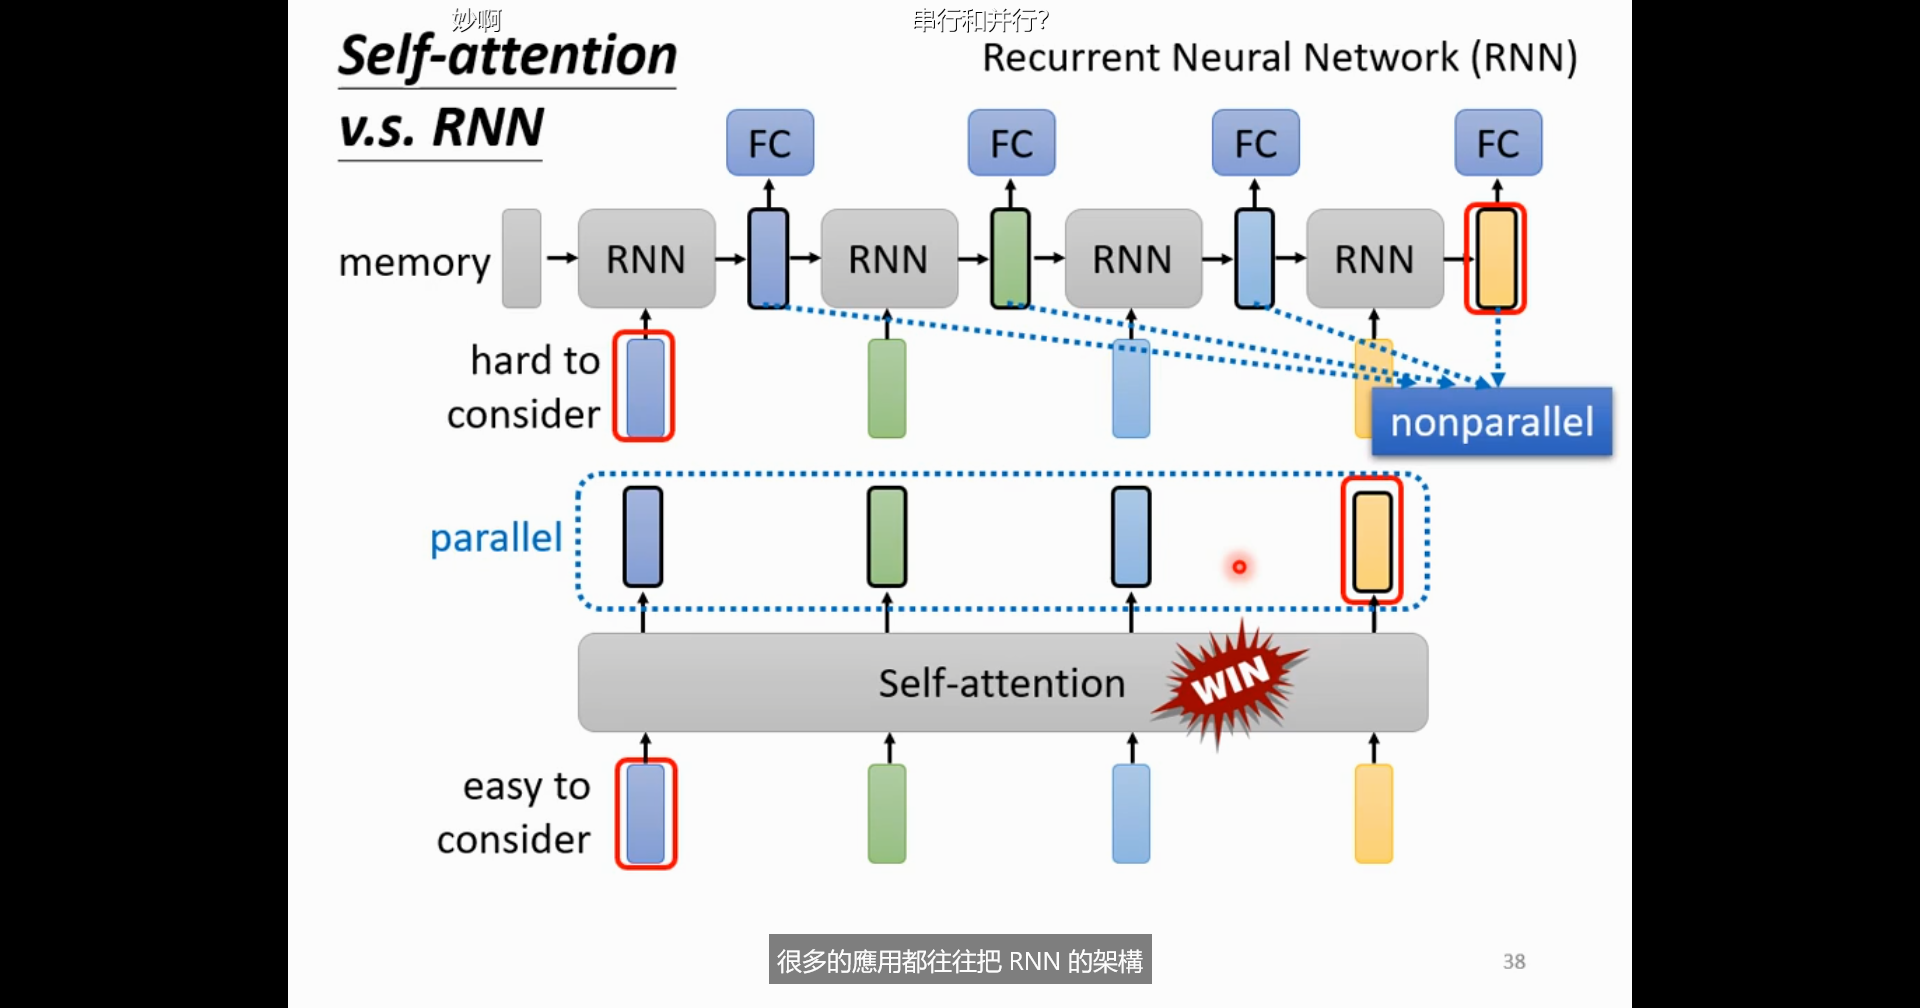 妙啊
串行和并行?
Self-attention
v.s. RNN
Recurrent Neural Network (RNN)
FC
FC
FC
FC
memory
RNN
RNN
RNN
RNN
hard to
consider
nonparallel
parallel
Self-attention
WIN
easy to
consider
很多的應用都往往把 RNN 的架構
38